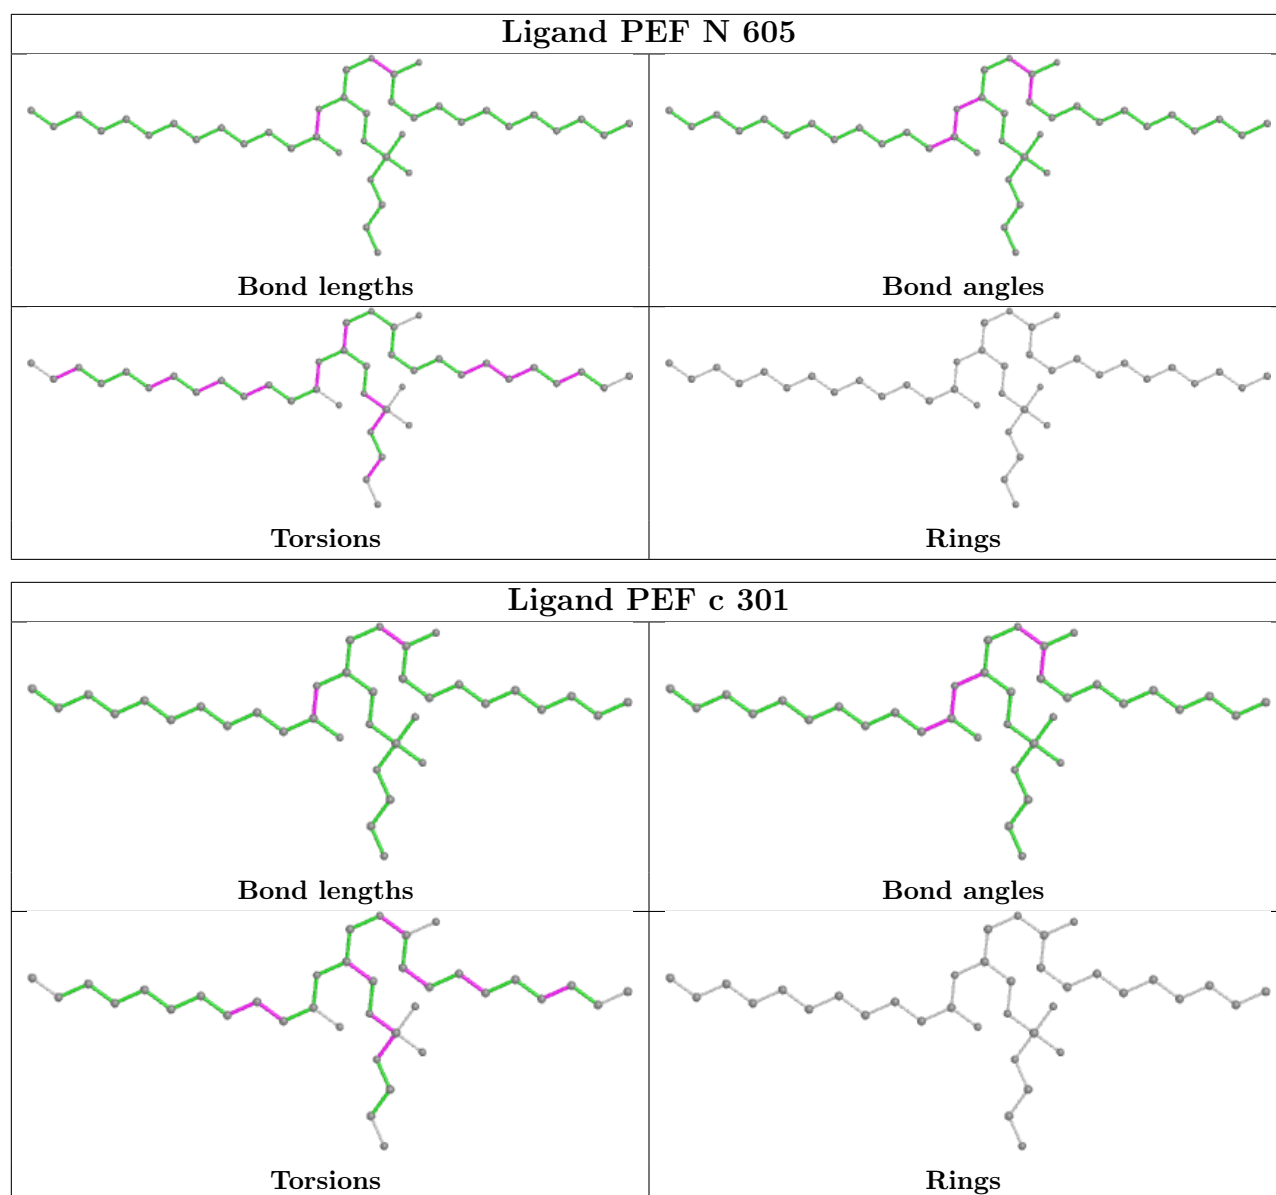 Ligand PEF N 605
Bond lengths
Bond angles
Torsions
Rings
Ligand PEF c 301
Bond lengths
Bond angles
Torsions
Rings